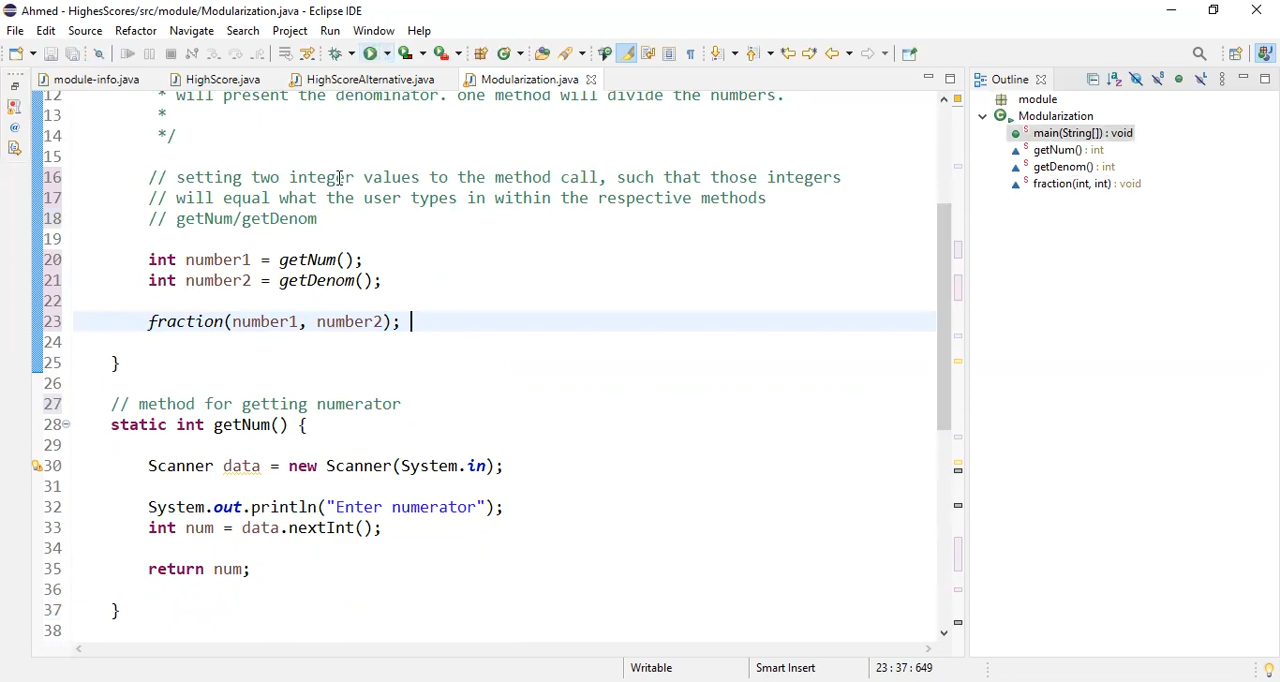 Ahmed - HighesScores/src/module/Modularization.java - Eclipse IDE
File Edit Source Refactor Navigate Search Project Run Window Help
module-info.java HighScore.java HighScoreAlternative.java Modularization.java Outline
12 * will present the denominator. one method will divide the numbers.
13 *
14 */
15
16 // setting two integer values to the method call, such that those integers
17 // will equal what the user types in within the respective methods
18 // getNum/getDenom
19
20 int number1 = getNum();
21 int number2 = getDenom();
22
23 fraction(number1, number2);
24
25 }
26
27 // method for getting numerator
28 static int getNum() {
29
30 Scanner data = new Scanner(System.in);
31
32 System.out.println("Enter numerator");
33 int num = data.nextInt();
34
35 return num;
36
37 }
38
module
Modularization
main(String[]) : void
getNum() : int
getDenom() : int
fraction(int, int) : void
Writable Smart Insert 23 : 37 : 649